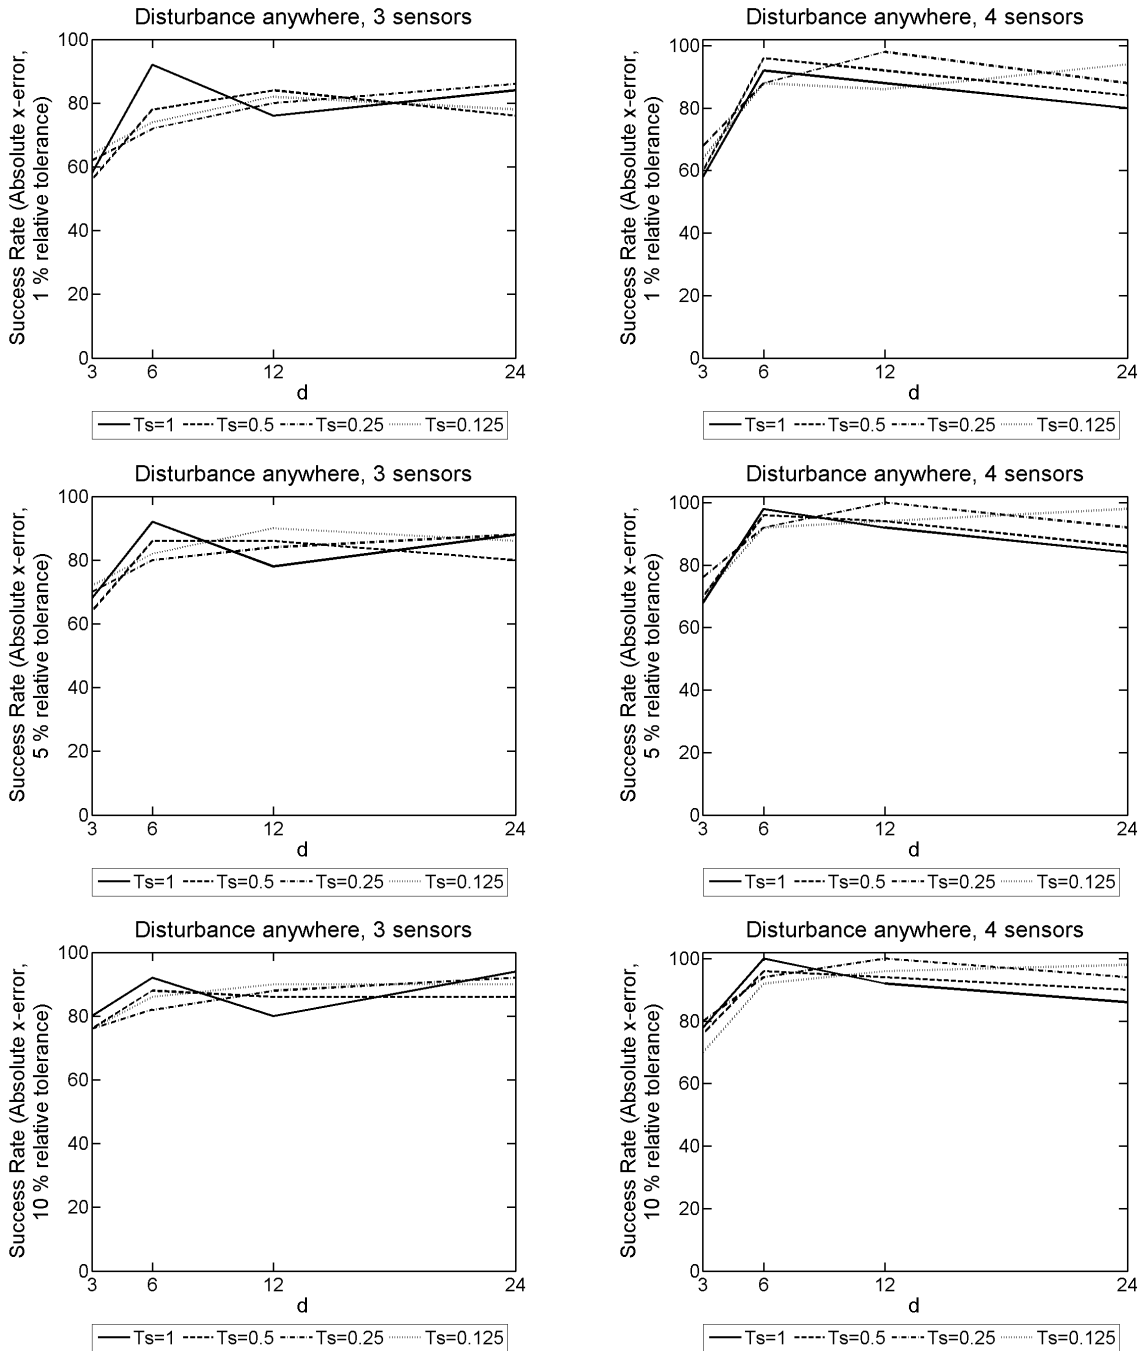 Disturbance anywhere, 3 sensors
Success Rate (Absolute x-error,
1 % relative tolerance)
100
80
60
40
20
0
3 6 12 24
d
Ts=1 Ts=0.5 Ts=0.25 Ts=0.125
Disturbance anywhere, 4 sensors
Success Rate (Absolute x-error,
1 % relative tolerance)
100
80
60
40
20
0
3 6 12 24
d
Ts=1 Ts=0.5 Ts=0.25 Ts=0.125
Disturbance anywhere, 3 sensors
Success Rate (Absolute x-error,
5 % relative tolerance)
100
80
60
40
20
0
3 6 12 24
d
Ts=1 Ts=0.5 Ts=0.25 Ts=0.125
Disturbance anywhere, 4 sensors
Success Rate (Absolute x-error,
5 % relative tolerance)
100
80
60
40
20
0
3 6 12 24
d
Ts=1 Ts=0.5 Ts=0.25 Ts=0.125
Disturbance anywhere, 3 sensors
Success Rate (Absolute x-error,
10 % relative tolerance)
100
80
60
40
20
0
3 6 12 24
d
Ts=1 Ts=0.5 Ts=0.25 Ts=0.125
Disturbance anywhere, 4 sensors
Success Rate (Absolute x-error,
10 % relative tolerance)
100
80
60
40
20
0
3 6 12 24
d
Ts=1 Ts=0.5 Ts=0.25 Ts=0.125